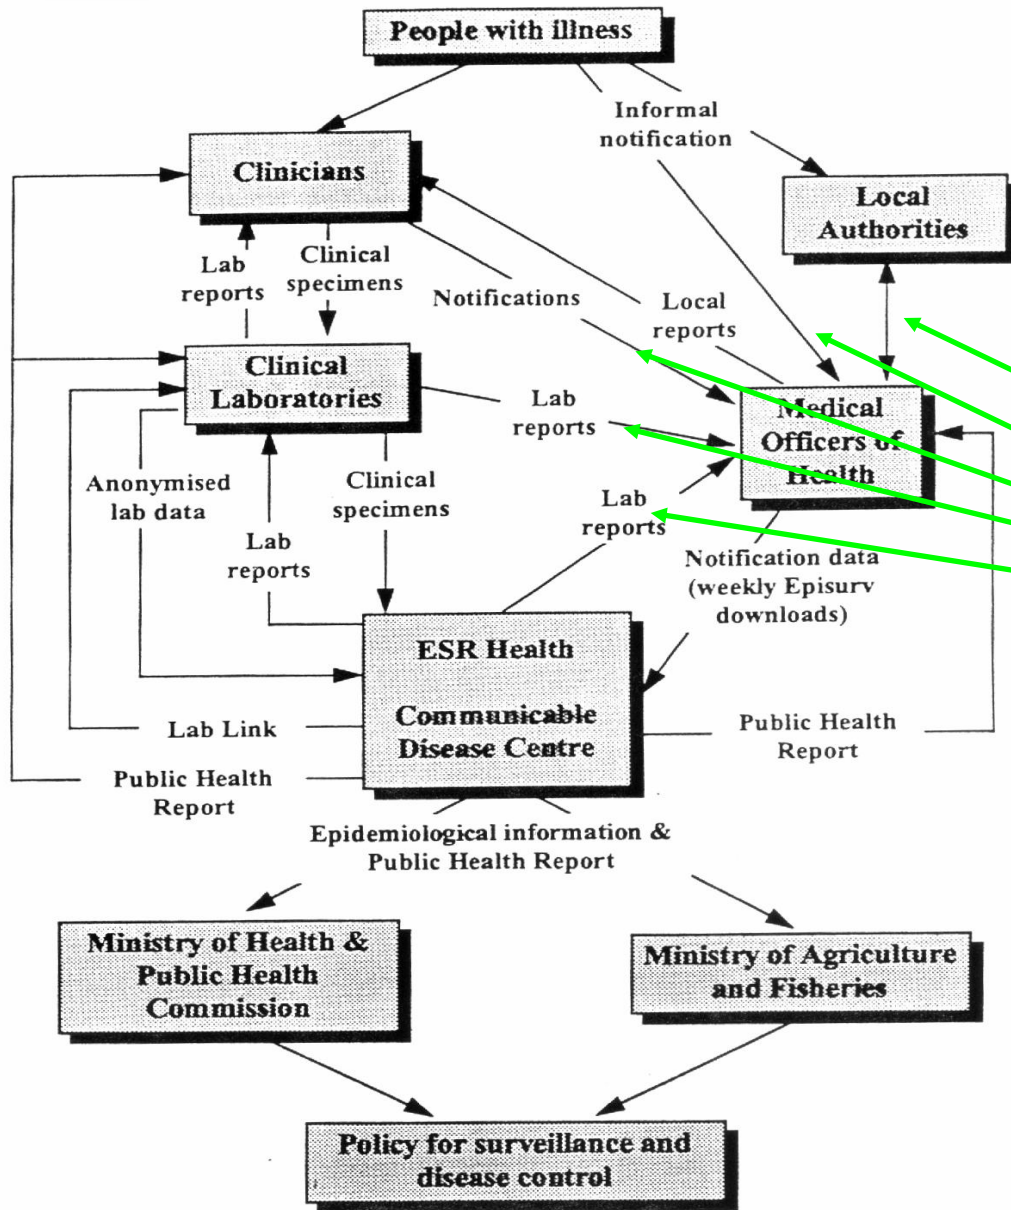 People with illness
Informal
notification
Clinicians
Local
Authorities
Lab
reports
Clinical
specimens
Notifications
Local
reports
Clinical
Laboratories
Lab
reports
Medical
Officers of
Health
Anonymised
lab data
Clinical
specimens
Lab
reports
Lab
reports
Notification data
(weekly Episurv
downloads)
ESR Health
Communicable
Disease Centre
Lab Link
Public Health
Report
Public Health
Report
Epidemiological information &
Public Health Report
Ministry of Health &
Public Health
Commission
Ministry of Agriculture
and Fisheries
Policy for surveillance and
disease control